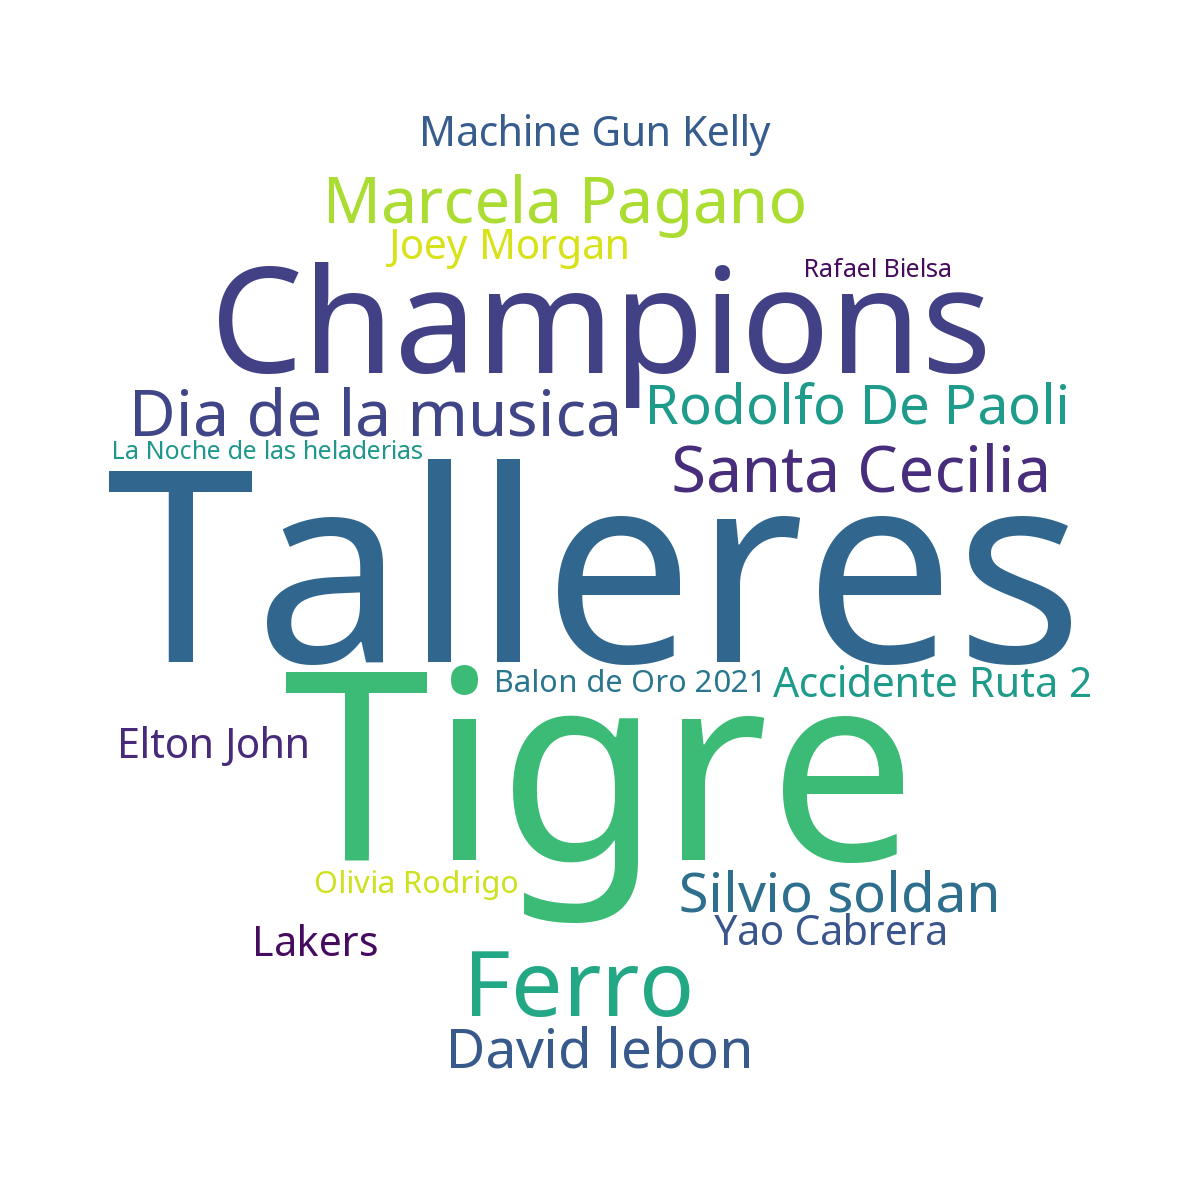 Machine Gun Kelly
Marcela Pagano
Joey Morgan
Rafael Bielsa
Champions
Dia de la musica
Rodolfo De Paoli
La Noche de las heladerias
Santa Cecilia
Talleres
Balon de Oro 2021
Accidente Ruta 2
Tigre
Elton John
Olivia Rodrigo
Silvio soldan
Yao Cabrera
Lakers
Ferro
David lebon